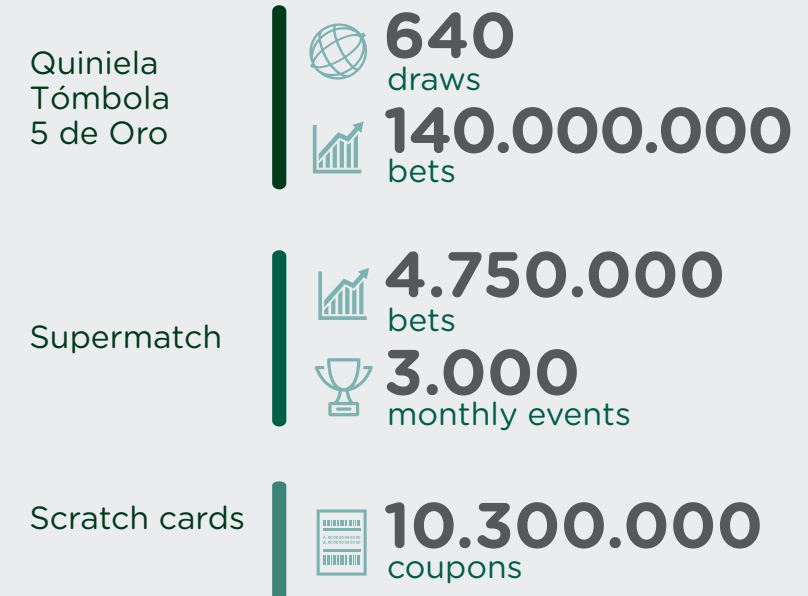 Quiniela
Tómbola
5 de Oro
640
draws
140.000.000
bets
Supermatch
4.750.000
bets
3.000
monthly events
Scratch cards
10.300.000
coupons